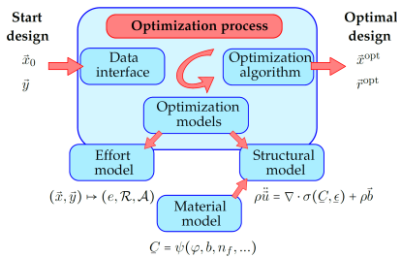 Start
design
Optimization process
Optimal
design
x⃗₀
y⃗
Data
interface
Optimization
algorithm
x⃗ᵒᵖᵗ
r⃗ᵒᵖᵗ
Optimization
models
Effort
model
Structural
model
(x⃗, y⃗) ↦ (e, ℛ, 𝒜)
Material
model
ρü⃗ = ∇ · σ(C̰, ϵ̲) + ρb⃗
C̰ = ψ(φ, b, n_f, ...)